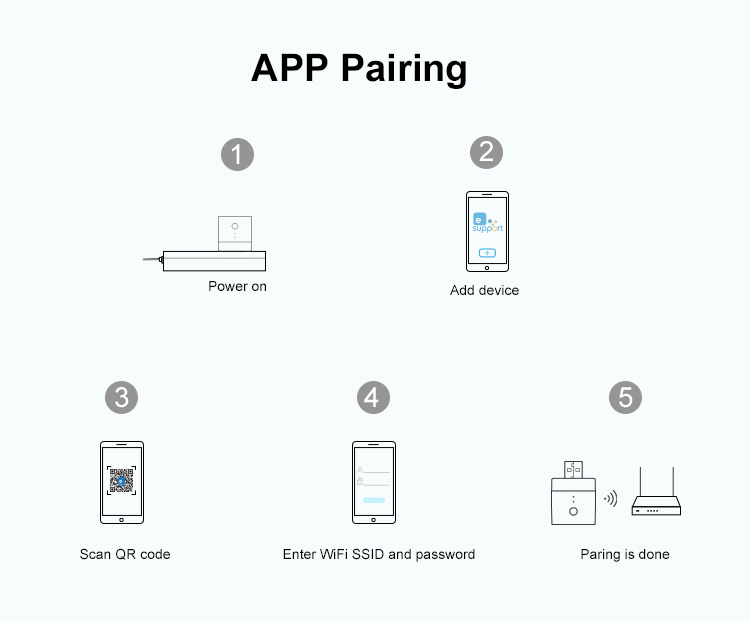 APP Pairing
1
2
e
support
Power on
Add device
3
4
5
Scan QR code
Enter WiFi SSID and password
Paring is done